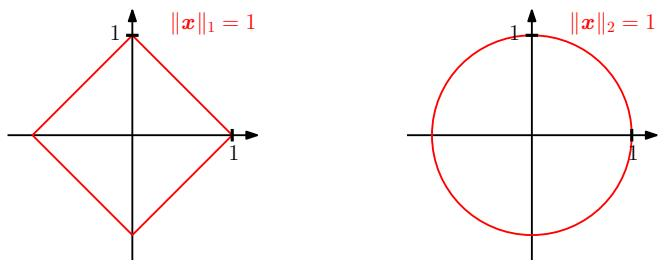 1 ‖x‖₁ = 1
1
1 ‖x‖₂ = 1
1